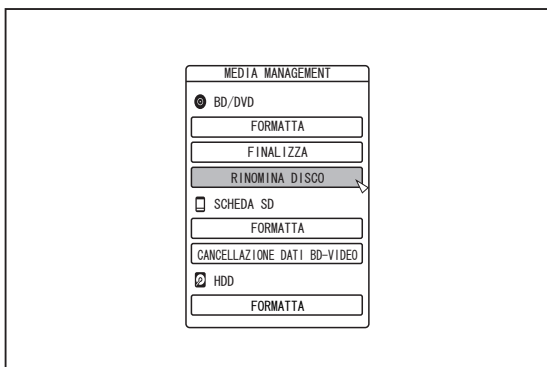 MEDIA MANAGEMENT
BD/DVD
FORMATTA
FINALIZZA
RINOMINA DISCO
SCHEDA SD
FORMATTA
CANCELLAZIONE DATI BD-VIDEO
HDD
FORMATTA